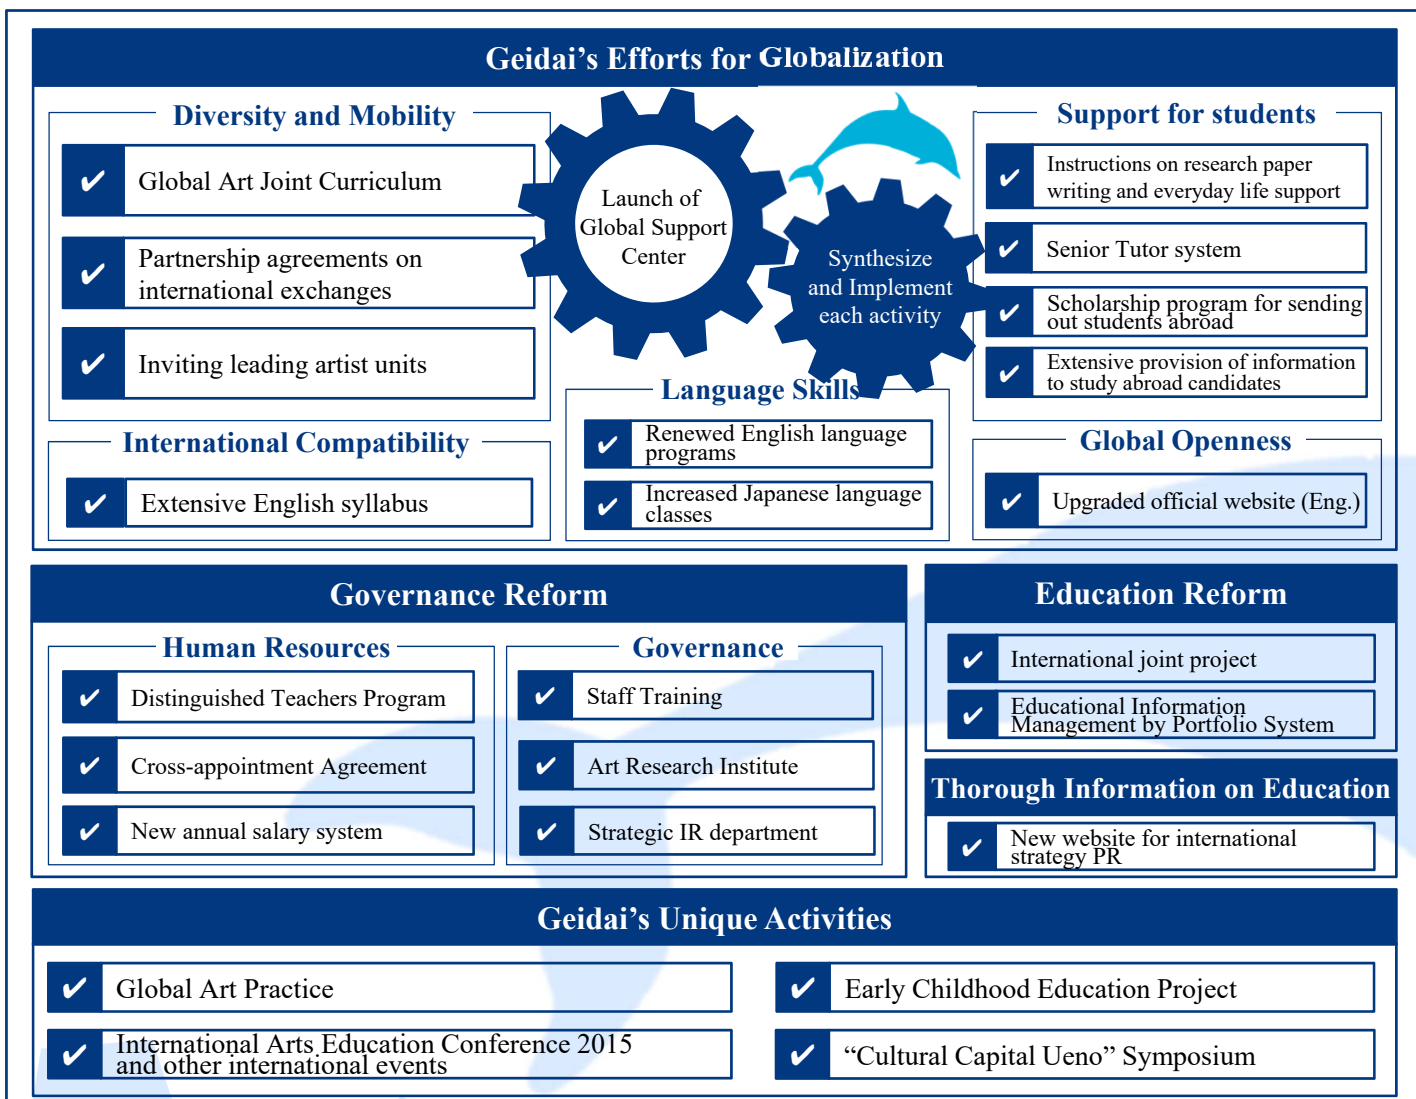 Geidai’s Efforts for Globalization
Diversity and Mobility
✔ Global Art Joint Curriculum
✔ Partnership agreements on
international exchanges
✔ Inviting leading artist units
International Compatibility
✔ Extensive English syllabus
Launch of
Global Support
Center
Synthesize
and Implement
each activity
Language Skills
✔ Renewed English language
programs
✔ Increased Japanese language
classes
Support for students
✔ Instructions on research paper
writing and everyday life support
✔ Senior Tutor system
✔ Scholarship program for sending
out students abroad
✔ Extensive provision of information
to study abroad candidates
Global Openness
✔ Upgraded official website (Eng.)
Governance Reform
Human Resources
✔ Distinguished Teachers Program
✔ Cross-appointment Agreement
✔ New annual salary system
Governance
✔ Staff Training
✔ Art Research Institute
✔ Strategic IR department
Education Reform
✔ International joint project
✔ Educational Information
Management by Portfolio System
Thorough Information on Education
✔ New website for international
strategy PR
Geidai’s Unique Activities
✔ Global Art Practice
✔ International Arts Education Conference 2015
and other international events
✔ Early Childhood Education Project
✔ “Cultural Capital Ueno” Symposium